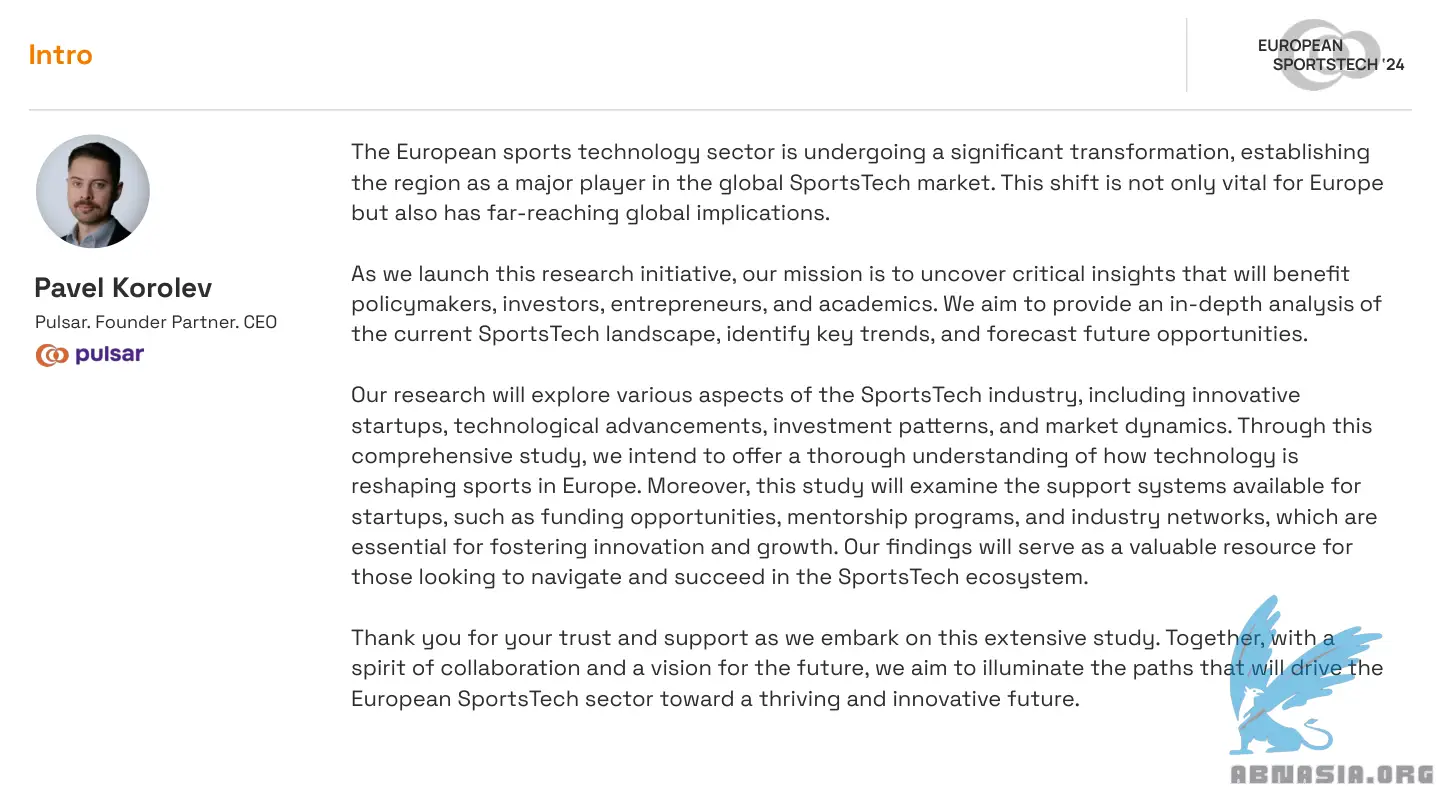 Intro
EUROPEAN
SPORTSTECH '24
Pavel Korolev
Pulsar. Founder Partner. CEO
pulsar
The European sports technology sector is undergoing a significant transformation, establishing
the region as a major player in the global SportsTech market. This shift is not only vital for Europe
but also has far-reaching global implications.
As we launch this research initiative, our mission is to uncover critical insights that will benefit
policymakers, investors, entrepreneurs, and academics. We aim to provide an in-depth analysis of
the current SportsTech landscape, identify key trends, and forecast future opportunities.
Our research will explore various aspects of the SportsTech industry, including innovative
startups, technological advancements, investment patterns, and market dynamics. Through this
comprehensive study, we intend to offer a thorough understanding of how technology is
reshaping sports in Europe. Moreover, this study will examine the support systems available for
startups, such as funding opportunities, mentorship programs, and industry networks, which are
essential for fostering innovation and growth. Our findings will serve as a valuable resource for
those looking to navigate and succeed in the SportsTech ecosystem.
Thank you for your trust and support as we embark on this extensive study. Together, with a
spirit of collaboration and a vision for the future, we aim to illuminate the paths that will drive the
European SportsTech sector toward a thriving and innovative future.
ABNASIA.ORG